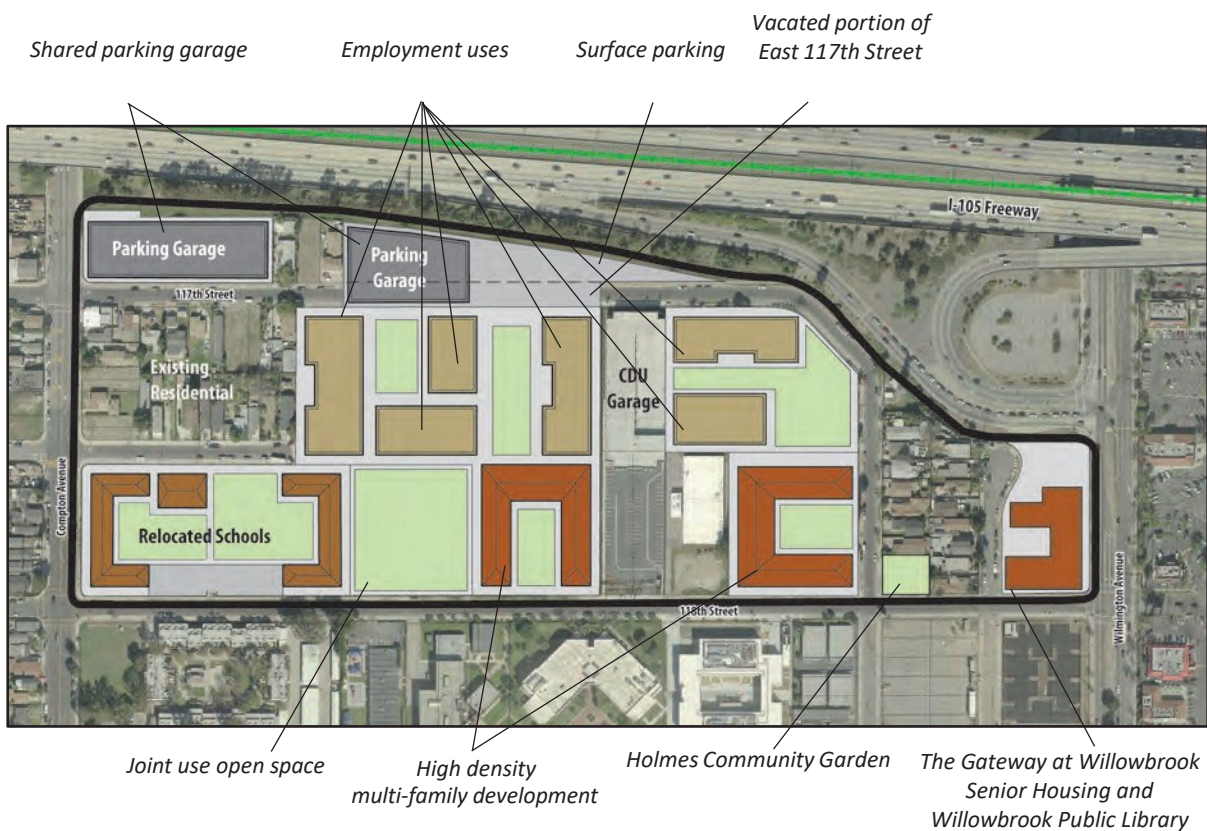 Shared parking garage
Employment uses
Surface parking
Vacated portion of
East 117th Street
I-105 Freeway
Parking Garage
Parking
Garage
117th Street
Existing
Residential
CDU
Garage
Compton Avenue
Relocated Schools
Wilmington Avenue
118th Street
Joint use open space
High density
multi-family development
Holmes Community Garden
The Gateway at Willowbrook
Senior Housing and
Willowbrook Public Library